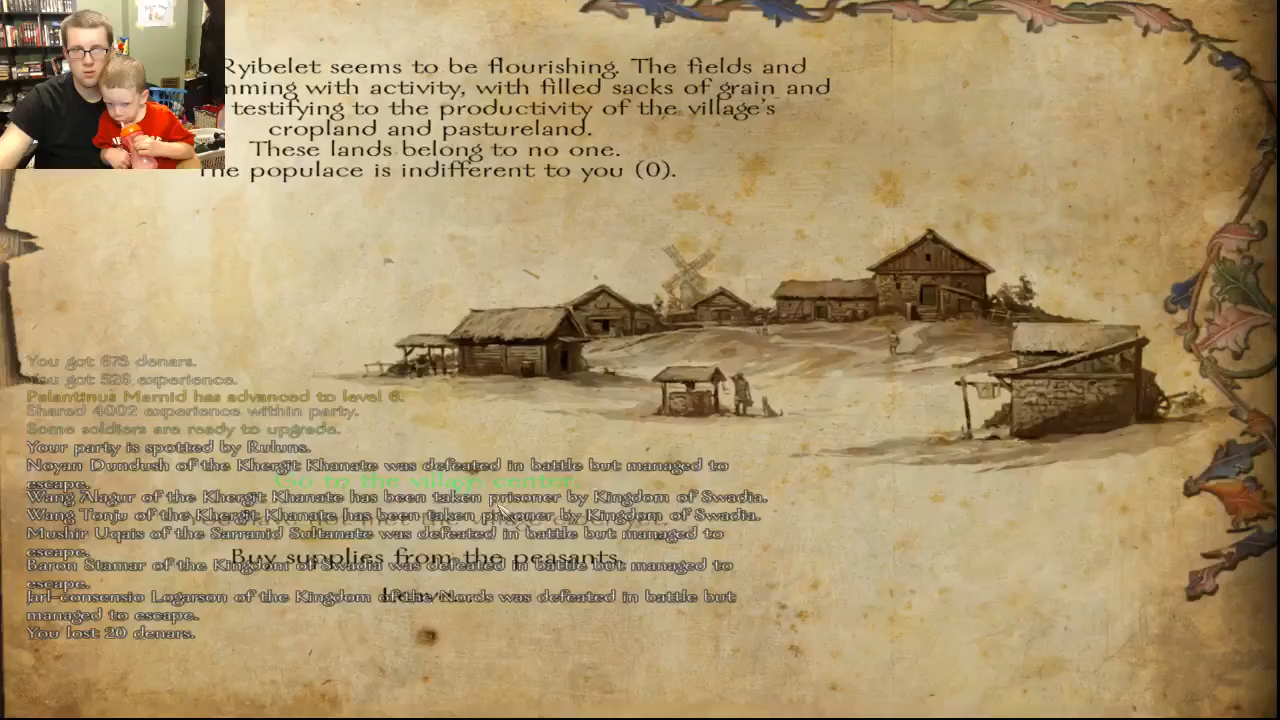 Ryibelet seems to be flourishing. The fields and
mming with activity, with filled sacks of grain and
testifying to the productivity of the village's
cropland and pastureland.
These lands belong to no one.
he populace is indifferent to you (0).
You got 673 denars.
You got 526 experience.
Palantinus Marnid has advanced to level 6.
Shared 4002 experience within party.
Some soldiers are ready to upgrade.
Your party is spotted by Ruluns.
Noyan Dundush of the Khergit Khanate was defeated in battle but managed to
escape.
Go to the village center.
Wang Alagur of the Khergit Khanate has been taken prisoner by Kingdom of Swadia.
Wang Tonju of the Khergit Khanate has been taken prisoner by Kingdom of Swadia.
Mushir Uqais of the Sarranid Sultanate was defeated in battle but managed to
escape.
Buy supplies from the peasants.
Baron Stamar of the Kingdom of Swadia was defeated in battle but managed to
escape.
Jarl-consensio Logarson of the Kingdom of the Nords was defeated in battle but
managed to escape.
You lost 20 denars.